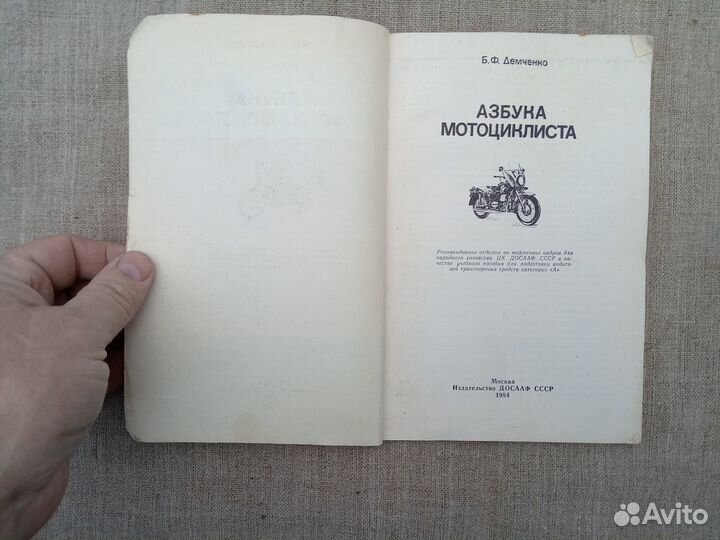 Б. Ф. Демченко
АЗБУКА
МОТОЦИКЛИСТА
Рекомендовано отделом по подготовке кадров для
народного хозяйства ЦК ДОСААФ СССР в ка-
честве учебного пособия для подготовки водите-
лей транспортных средств категории «А»
Москва
Издательство ДОСААФ СССР
1984
Avito